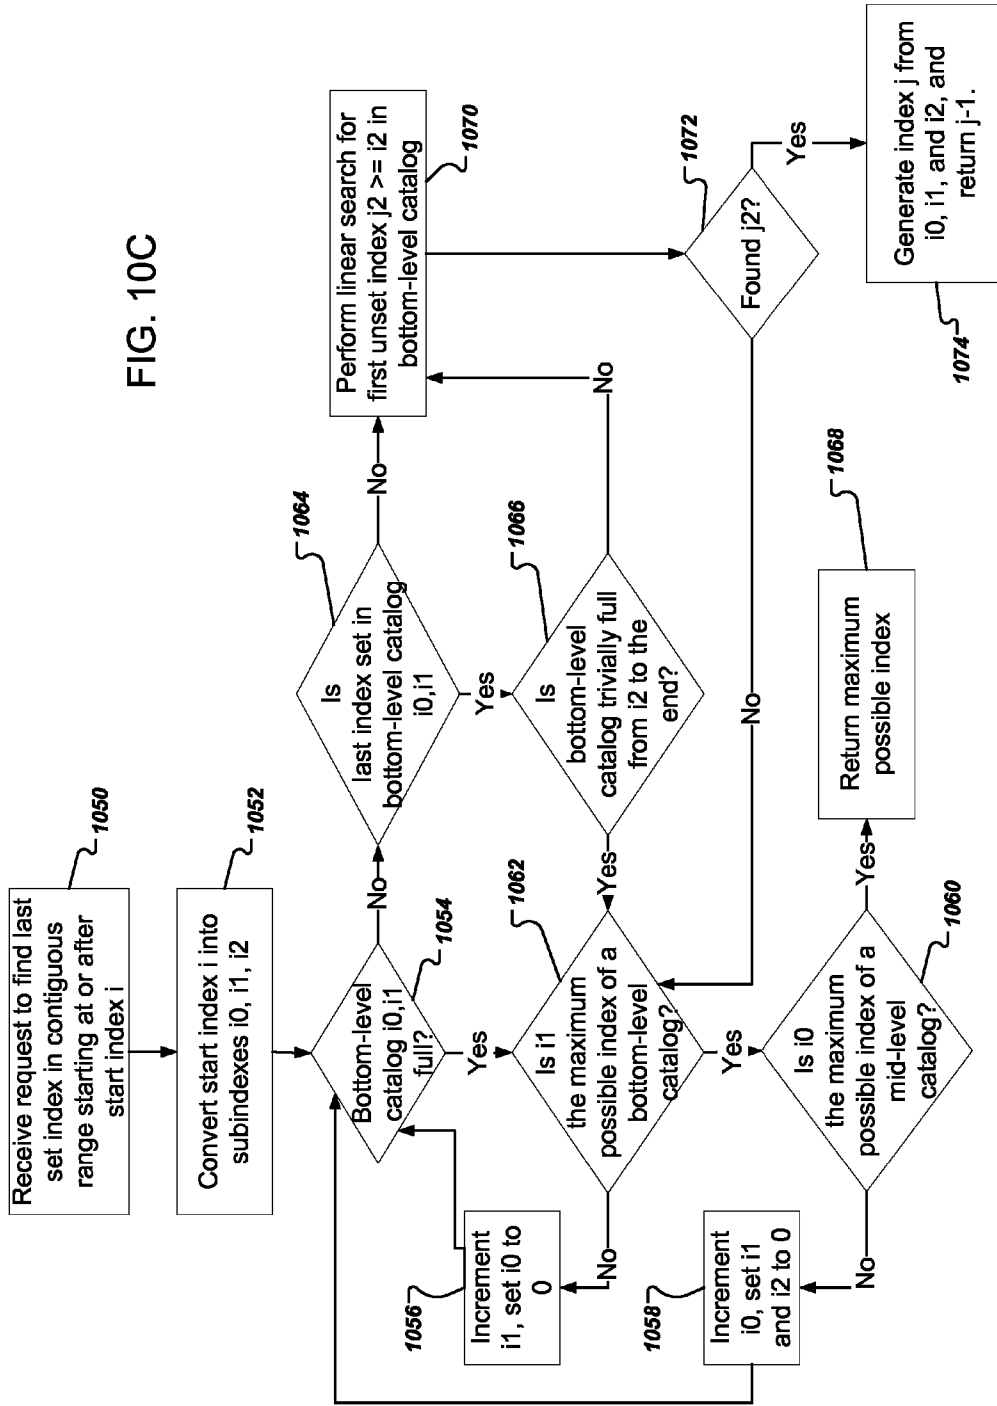 FIG. 10C
Receive request to find last
set index in contiguous
range starting at or after
start index i
1050
Convert start index i into
subindexes i0, i1, i2
1052
Bottom-level
catalog i0,i1
full?
1054
No
Yes
Is
last index set in
bottom-level catalog
i0,i1
1064
No
Yes
Perform linear search for
first unset index j2 >= i2 in
bottom-level catalog
1070
Increment
i1, set i0 to
0
1056
Is i1
the maximum
possible index of a
bottom-level
catalog?
1062
No
Yes
Is
bottom-level
catalog trivially full
from i2 to the
end?
1066
Yes
No
Found j2?
1072
No
Yes
Increment
i0, set i1
and i2 to 0
1058
Is i0
the maximum
possible index of a
mid-level
catalog?
1060
No
Yes
Return maximum
possible index
1068
Generate index j from
i0, i1, and i2, and
return j-1.
1074